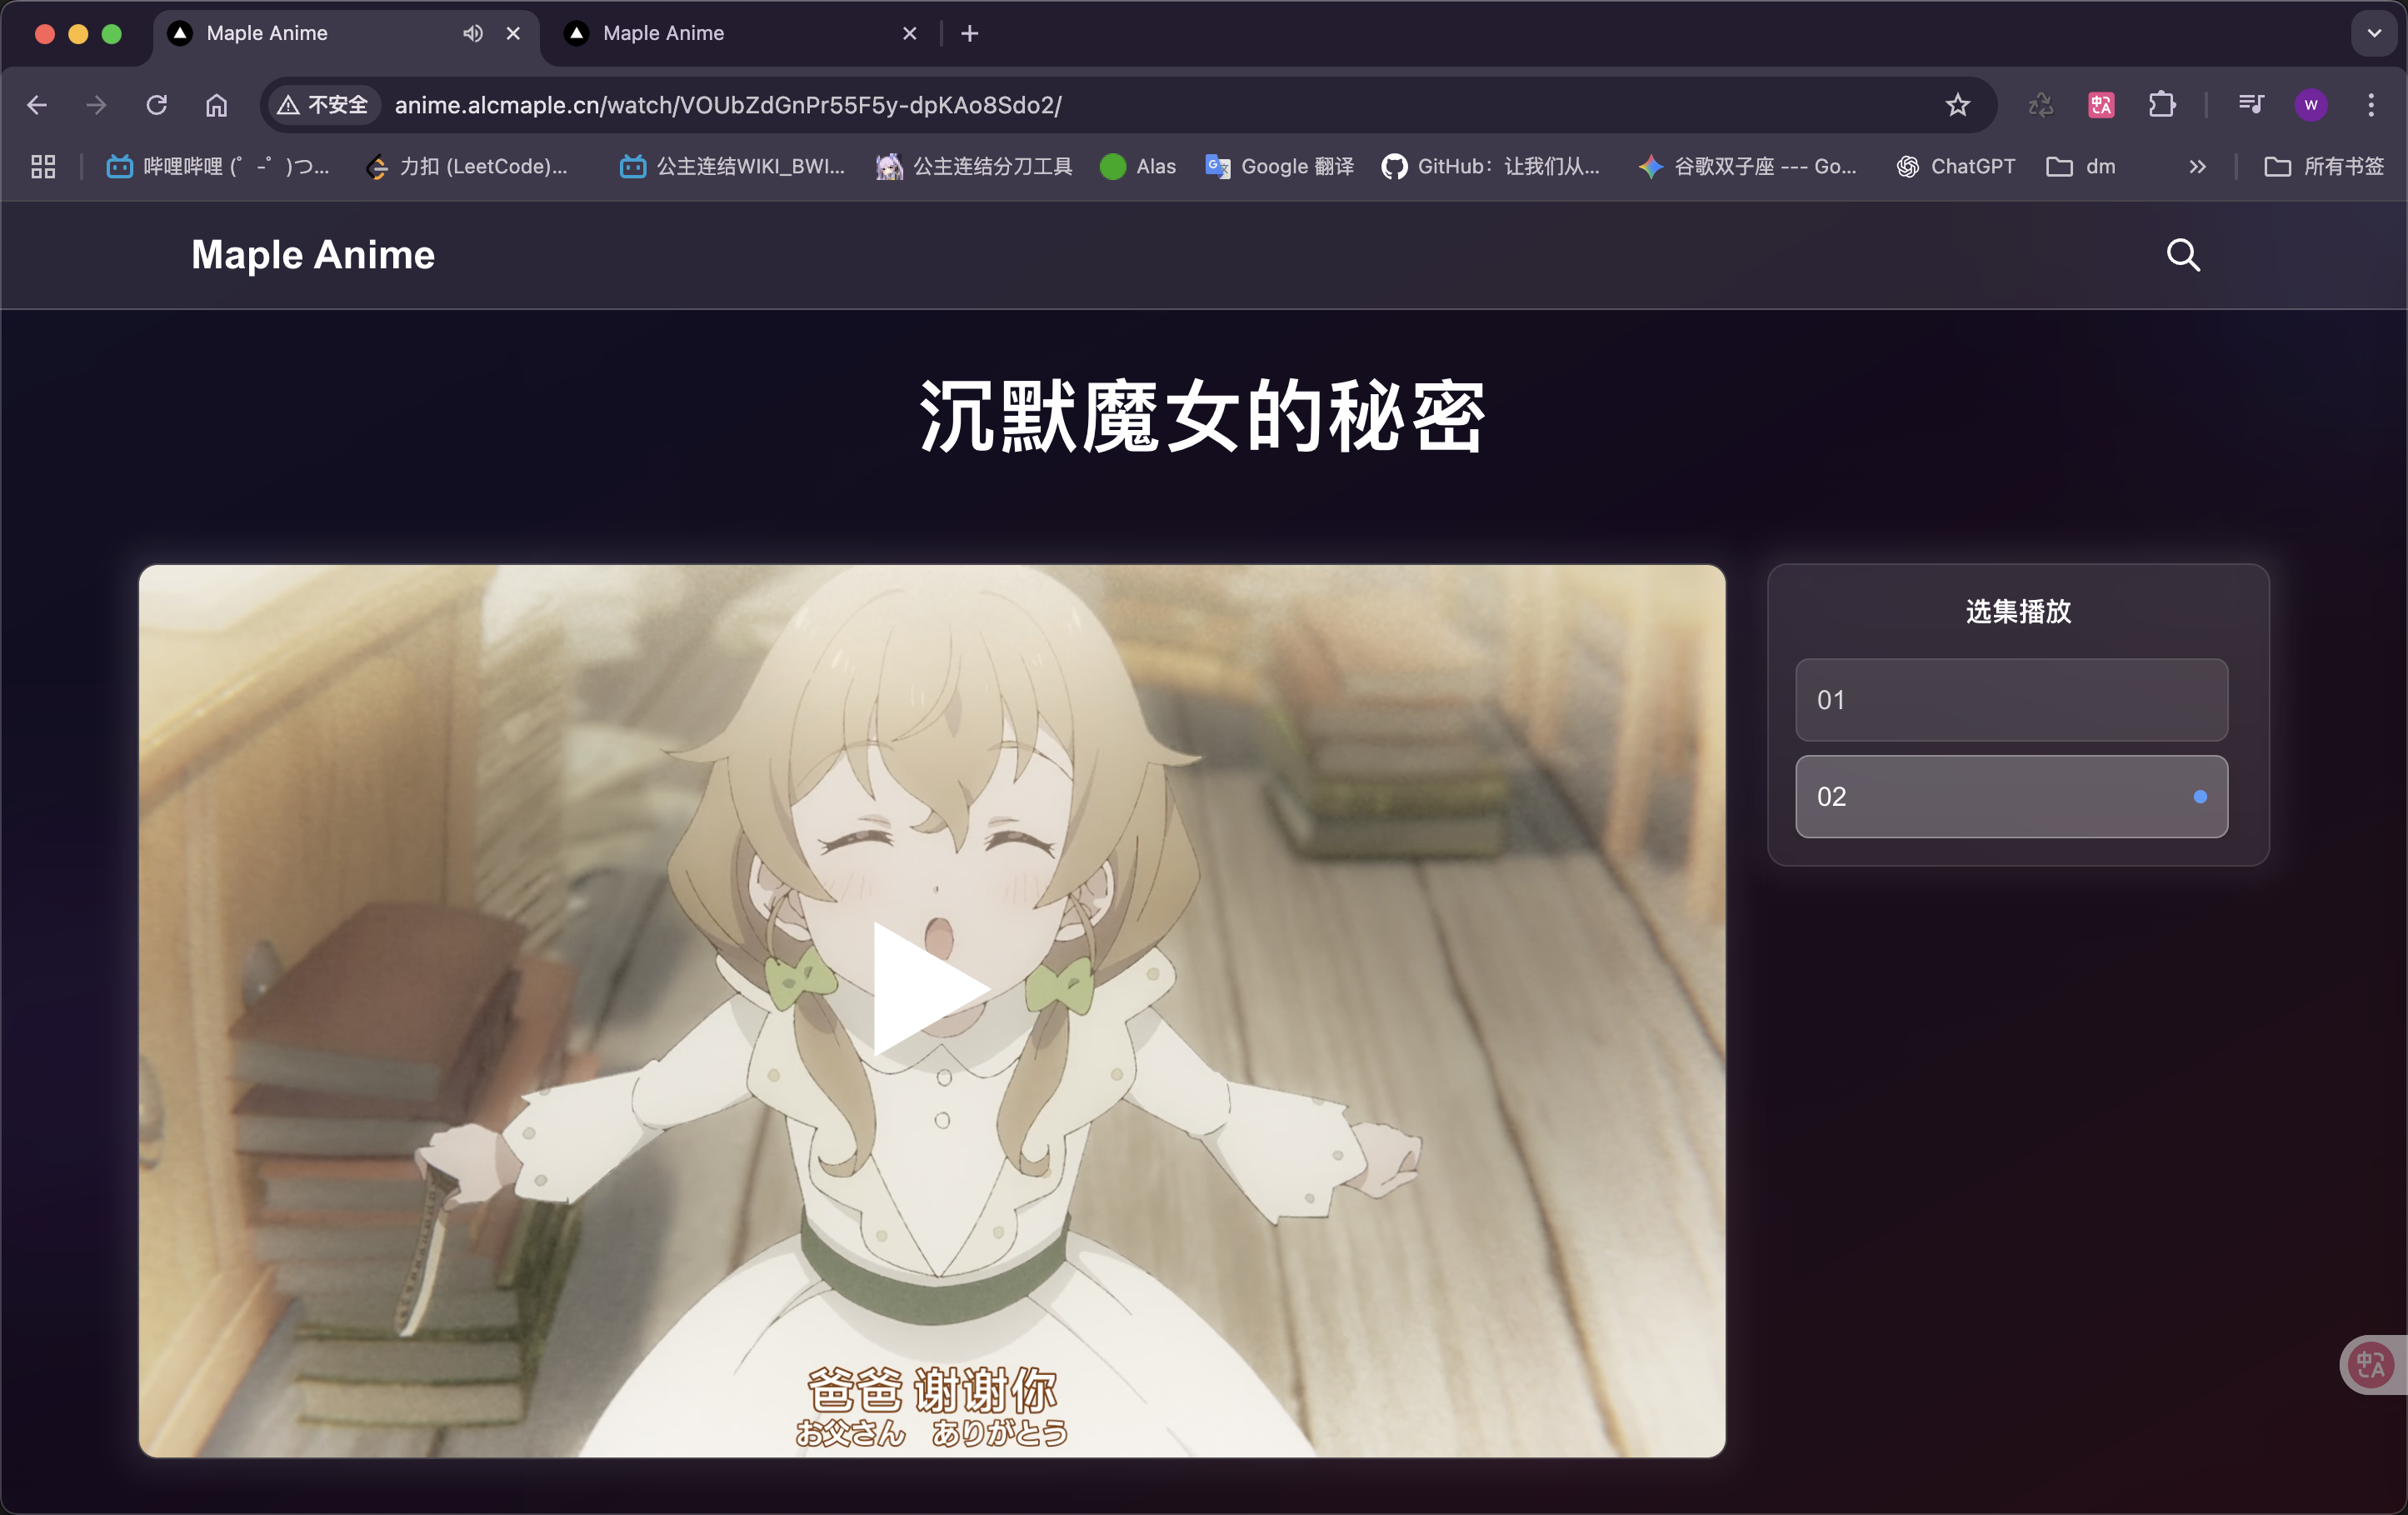 Maple Anime
Maple Anime
不安全
anime.alcmaple.cn/watch/VOUbZdGnPr55F5y-dpKAo8Sdo2/
W
哔哩哔哩 (゜-゜)つ...
力扣 (LeetCode)...
公主连结WIKI_BWI...
公主连结分刀工具
Alas
Google 翻译
GitHub：让我们从...
谷歌双子座 --- Go...
ChatGPT
dm
所有书签
Maple Anime
沉默魔女的秘密
选集播放
01
02
爸爸 谢谢你
お父さん ありがとう